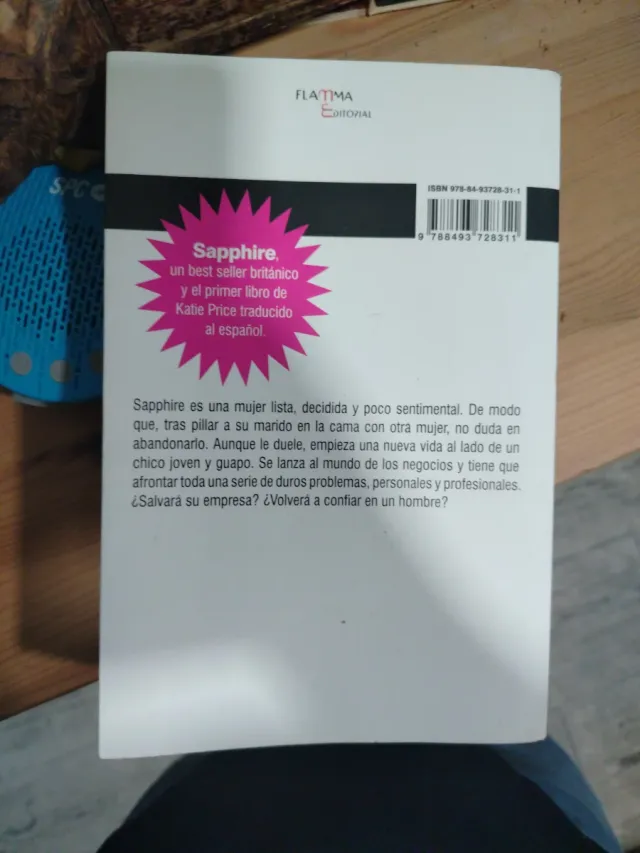 FLAMMA
EDITORIAL
SPC
ISBN 978-84-93728-31-1
9 788493 728311
Sapphire,
un best seller británico
y el primer libro de
Katie Price traducido
al español.
Sapphire es una mujer lista, decidida y poco sentimental. De modo
que, tras pillar a su marido en la cama con otra mujer, no duda en
abandonarlo. Aunque le duele, empieza una nueva vida al lado de un
chico joven y guapo. Se lanza al mundo de los negocios y tiene que
afrontar toda una serie de duros problemas, personales y profesionales.
¿Salvará su empresa? ¿Volverá a confiar en un hombre?